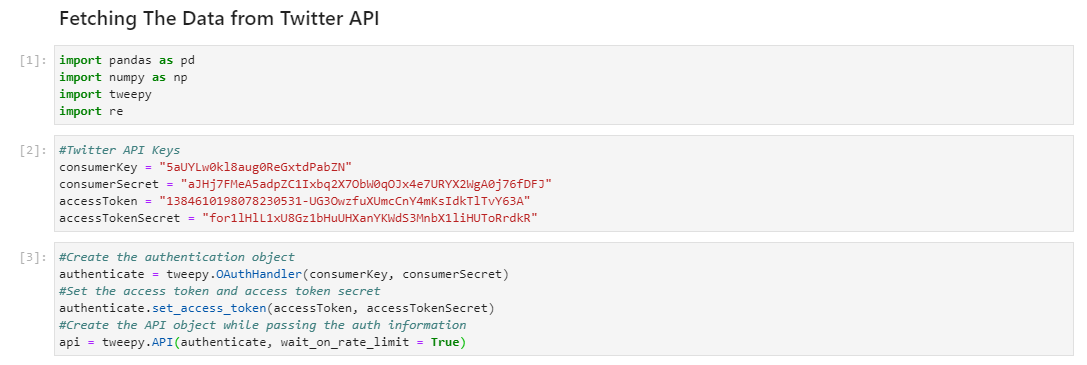 Fetching The Data from Twitter API
[1]: import pandas as pd
import numpy as np
import tweepy
import re
[2]: #Twitter API Keys
consumerKey = "5aUYLw0kl8aug0ReGxtdPabZN"
consumerSecret = "aJHj7FMeA5adpZC1Ixbq2X7ObW0qOJx4e7URYX2WgA0j76fDFJ"
accessToken = "1384610198078230531-UG3OwzfuXUmcCnY4mKsIdkTlTvY63A"
accessTokenSecret = "for1lHlL1xU8Gz1bHuUHXanYKWdS3MnbX1liHUToRrdkR"
[3]: #Create the authentication object
authenticate = tweepy.OAuthHandler(consumerKey, consumerSecret)
#Set the access token and access token secret
authenticate.set_access_token(accessToken, accessTokenSecret)
#Create the API object while passing the auth information
api = tweepy.API(authenticate, wait_on_rate_limit = True)